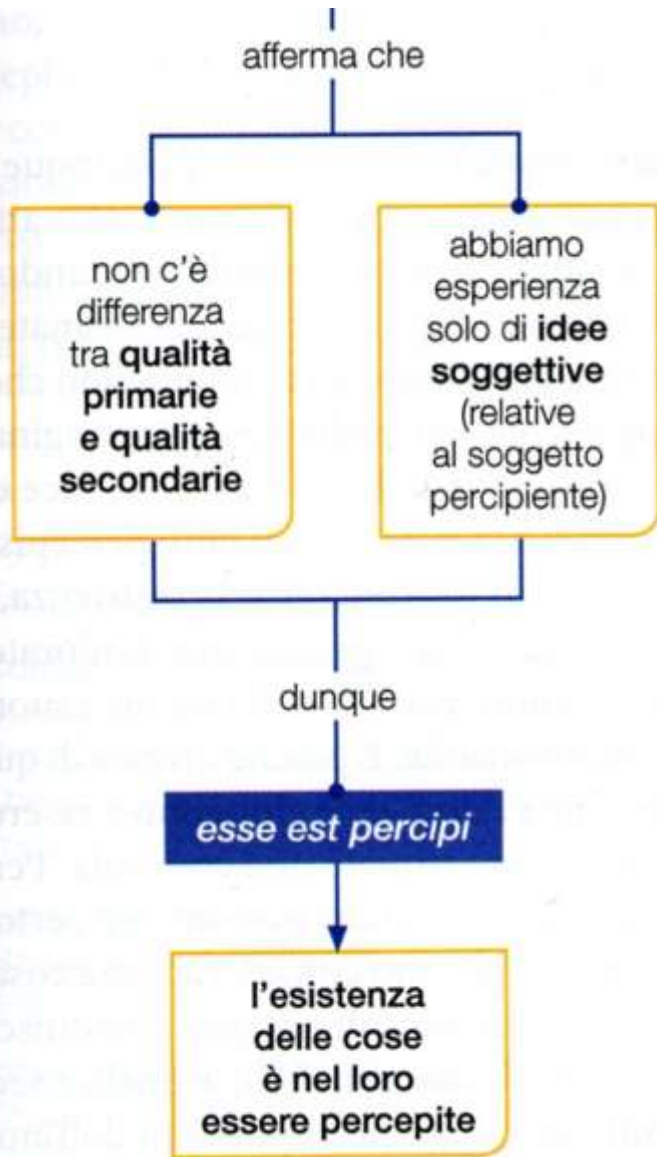 afferma che
non c'è
differenza
tra qualità
primarie
e qualità
secondarie
abbiamo
esperienza
solo di idee
soggettive
(relative
al soggetto
percipiente)
dunque
esse est percipi
l'esistenza
delle cose
è nel loro
essere percepite